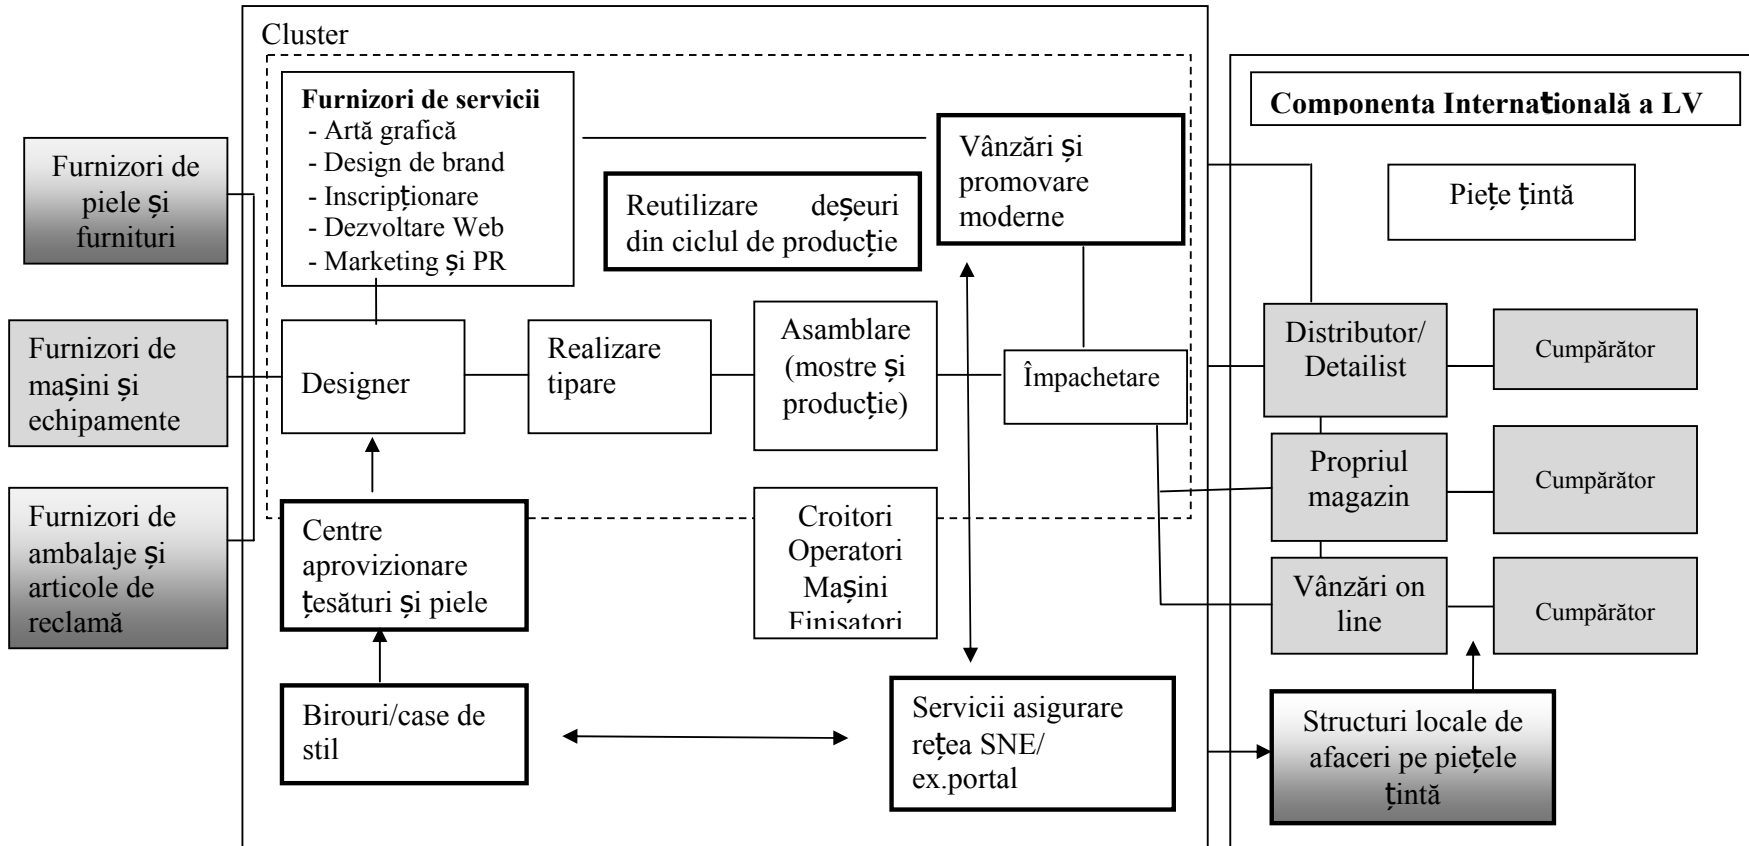 Cluster
Furnizori de servicii
- Artă grafică
- Design de brand
- Inscripționare
- Dezvoltare Web
- Marketing și PR
Furnizori de
piele și
furnituri
Furnizori de
mașini și
echipamente
Furnizori de
ambalaje și
articole de
reclamă
Reutilizare deșeuri
din ciclul de producție
Vânzări și
promovare
moderne
Designer
Realizare
tipare
Asamblare
(mostre și
producție)
Împachetare
Centre
aprovizionare
țesături și piele
Croitori
Operatori
Mașini
Finisatori
Birouri/case de
stil
Servicii asigurare
rețea SNE/
ex.portal
Componenta Internațională a LV
Piețe țintă
Distributor/
Detailist
Cumpărător
Propriul
magazin
Cumpărător
Vânzări on
line
Cumpărător
Structuri locale de
afaceri pe piețele
țintă